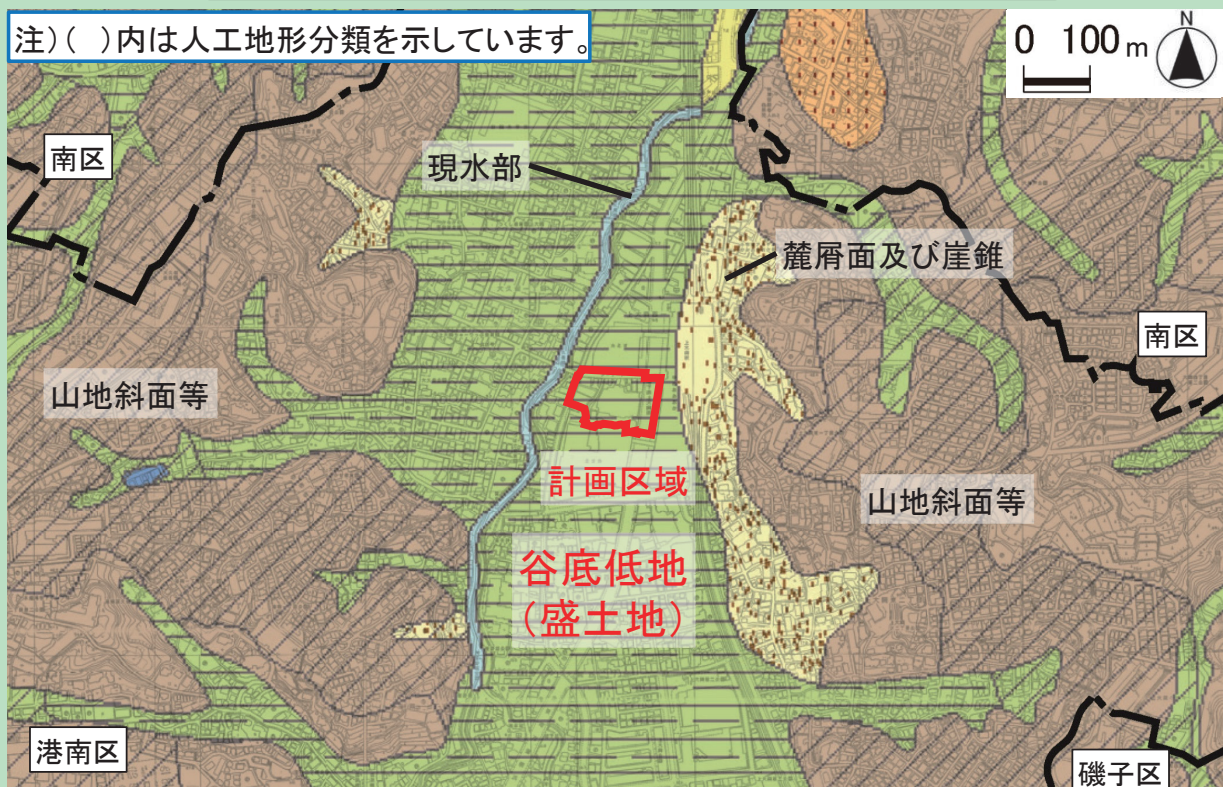 注)( )内は人工地形分類を示しています。
0 100m
N
南区
現水部
麓屑面及び崖錐
南区
山地斜面等
計画区域
山地斜面等
谷底低地
(盛土地)
港南区
磯子区